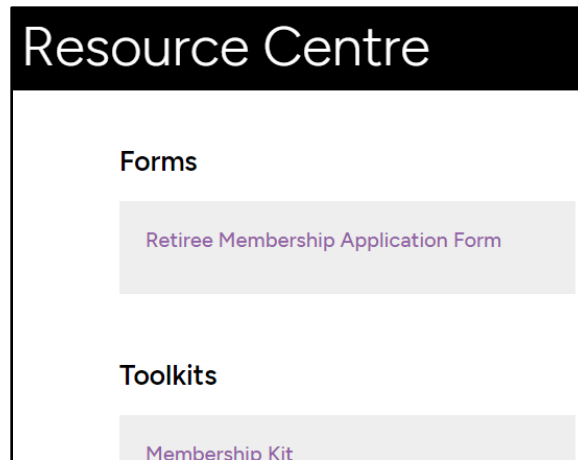 Resource Centre
Forms
Retiree Membership Application Form
Toolkits
Membership Kit